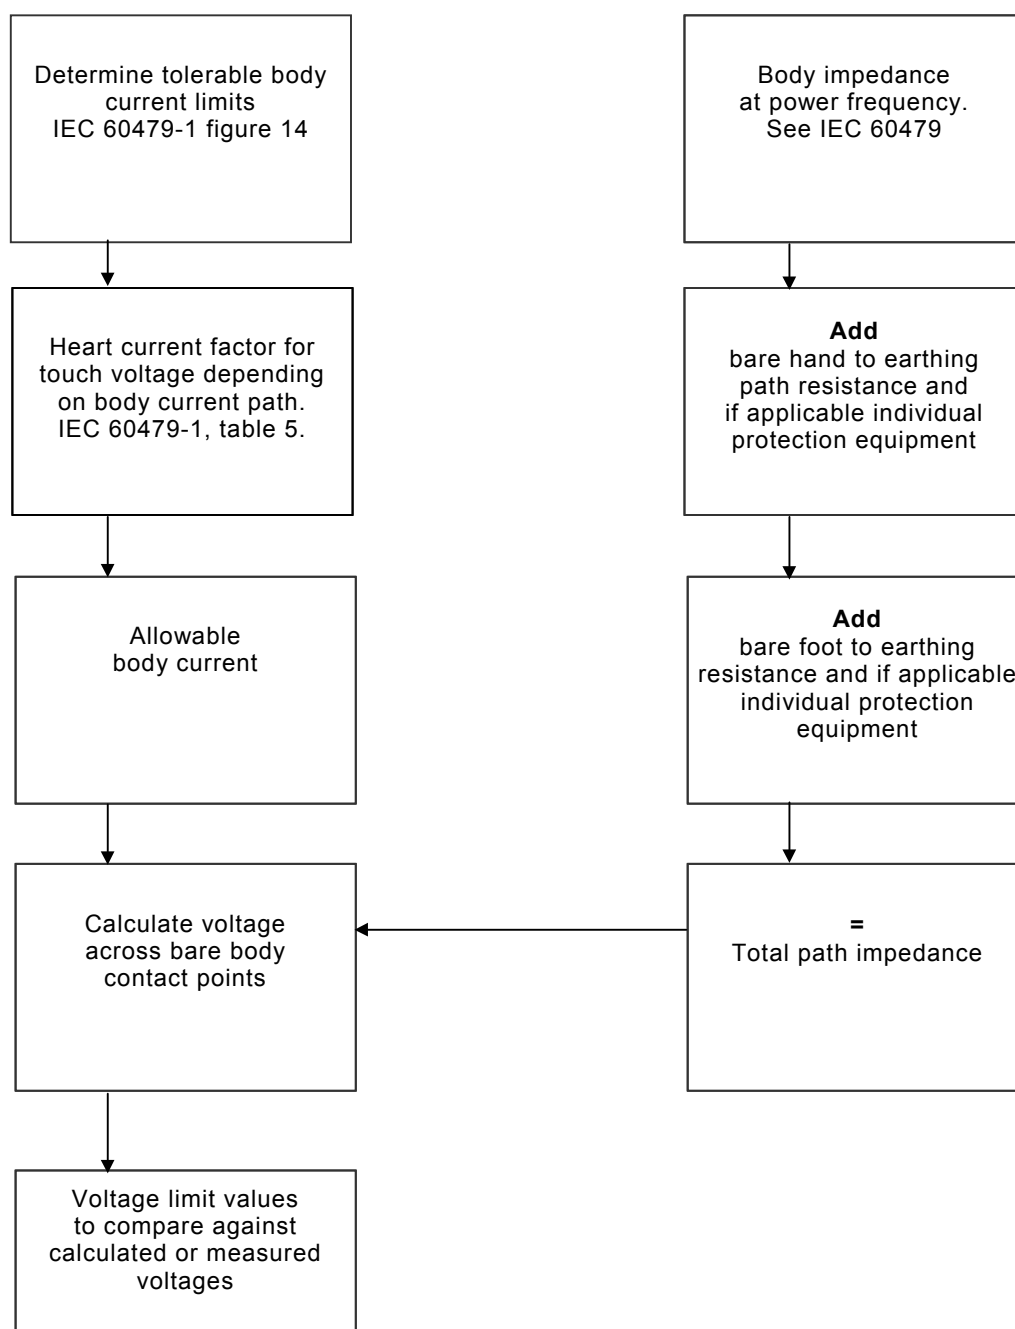 Determine tolerable body
current limits
IEC 60479-1 figure 14
Heart current factor for
touch voltage depending
on body current path.
IEC 60479-1, table 5.
Allowable
body current
Calculate voltage
across bare body
contact points
Voltage limit values
to compare against
calculated or measured
voltages
Body impedance
at power frequency.
See IEC 60479
Add
bare hand to earthing
path resistance and
if applicable individual
protection equipment
Add
bare foot to earthing
resistance and if applicable
individual protection
equipment
=
Total path impedance